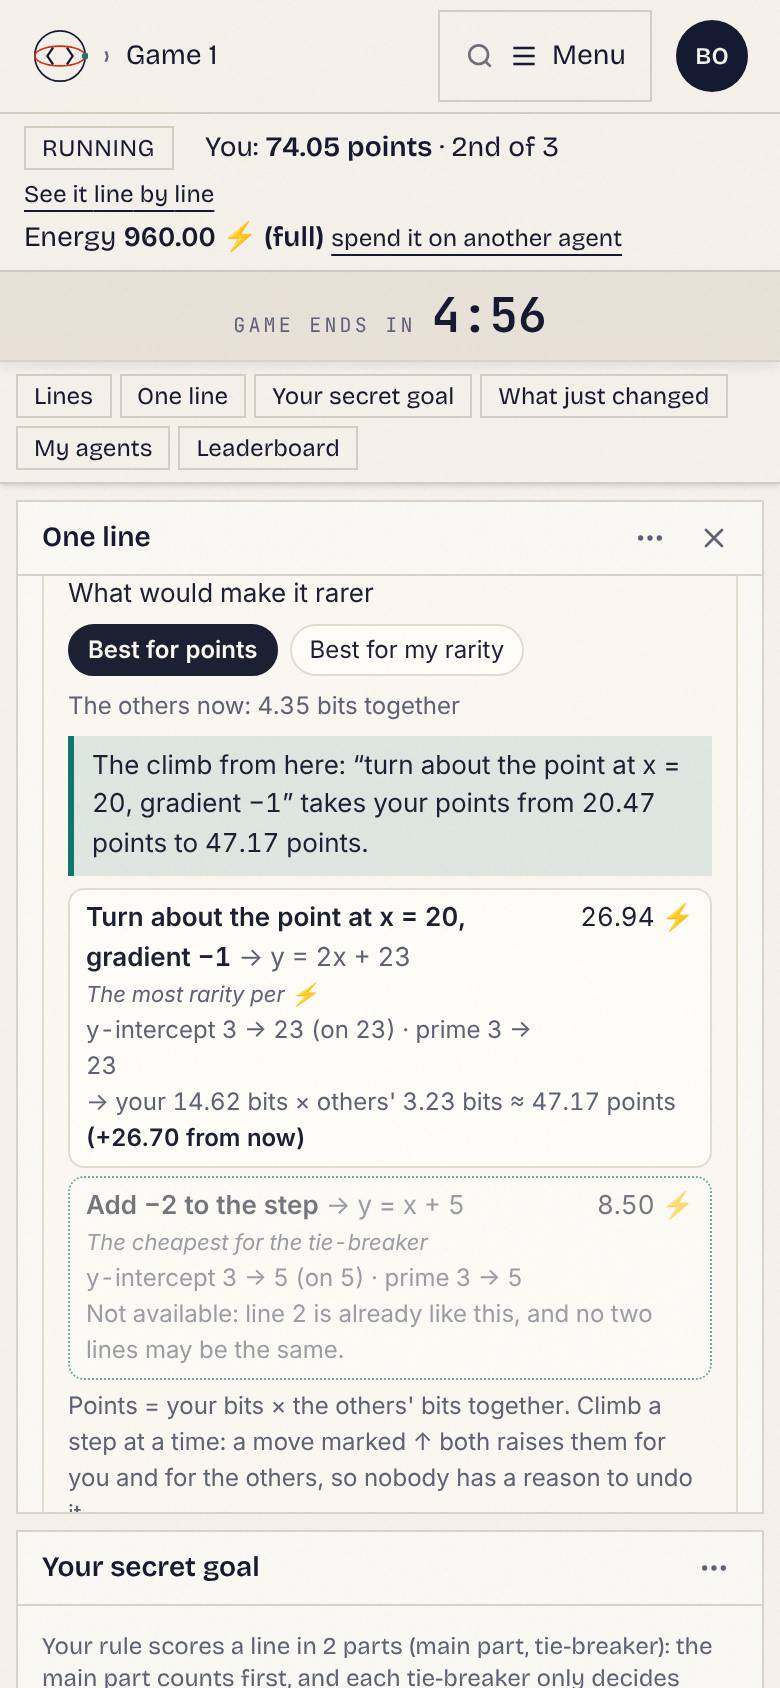 Game 1
Menu
BO
RUNNING
You: 74.05 points · 2nd of 3
See it line by line
Energy 960.00 ⚡ (full) spend it on another agent
GAME ENDS IN 4:56
Lines
One line
Your secret goal
What just changed
My agents
Leaderboard
One line
What would make it rarer
Best for points
Best for my rarity
The others now: 4.35 bits together
The climb from here: “turn about the point at x =
20, gradient −1” takes your points from 20.47
points to 47.17 points.
Turn about the point at x = 20, 26.94 ⚡
gradient −1 → y = 2x + 23
The most rarity per ⚡
y-intercept 3 → 23 (on 23) · prime 3 →
23
→ your 14.62 bits × others' 3.23 bits ≈ 47.17 points
(+26.70 from now)
Add −2 to the step → y = x + 5 8.50 ⚡
The cheapest for the tie-breaker
y-intercept 3 → 5 (on 5) · prime 3 → 5
Not available: line 2 is already like this, and no two
lines may be the same.
Points = your bits × the others' bits together. Climb a
step at a time: a move marked ↑ both raises them for
you and for the others, so nobody has a reason to undo
it.
Your secret goal
Your rule scores a line in 2 parts (main part, tie-breaker): the
main part counts first, and each tie-breaker only decides